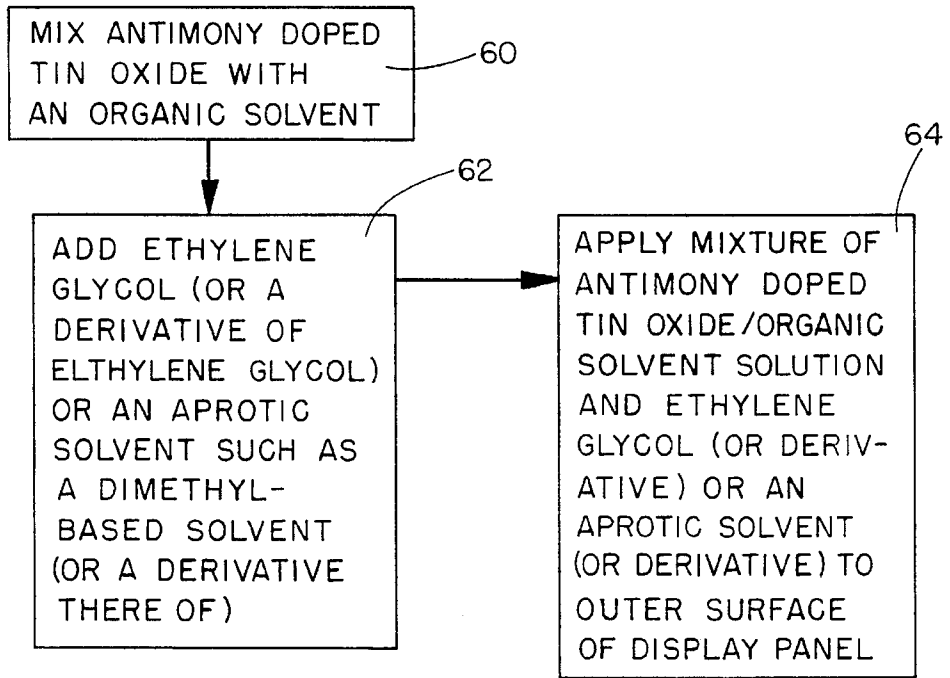 MIX ANTIMONY DOPED
TIN OXIDE WITH
AN ORGANIC SOLVENT
60
62
ADD ETHYLENE
GLYCOL (OR A
DERIVATIVE OF
ELTHYLENE GLYCOL)
OR AN APROTIC
SOLVENT SUCH AS
A DIMETHYL-
BASED SOLVENT
(OR A DERIVATIVE
THERE OF)
64
APPLY MIXTURE OF
ANTIMONY DOPED
TIN OXIDE/ORGANIC
SOLVENT SOLUTION
AND ETHYLENE
GLYCOL (OR DERIV-
ATIVE) OR AN
APROTIC SOLVENT
(OR DERIVATIVE) TO
OUTER SURFACE
OF DISPLAY PANEL